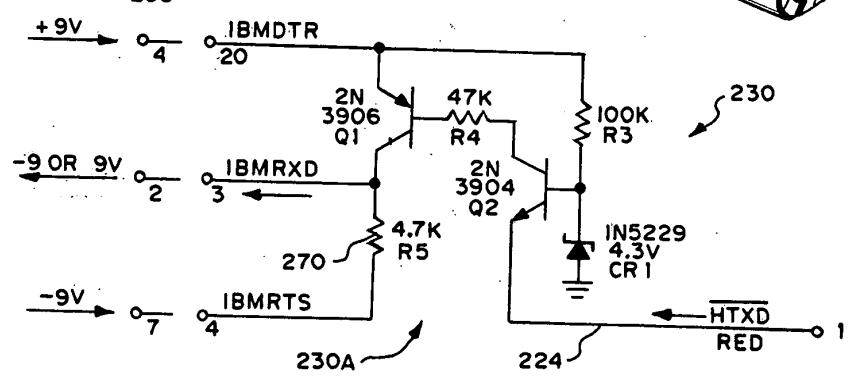 +9V
4
20
IBMDTR
2N
3906
Q1
47K
R4
100K
R3
230
-9 OR 9V
2
3
IBMRXD
2N
3904
Q2
4.7K
R5
270
1N5229
4.3V
CR1
-9V
7
4
IBMRTS
HTXD
RED
1
230A
224